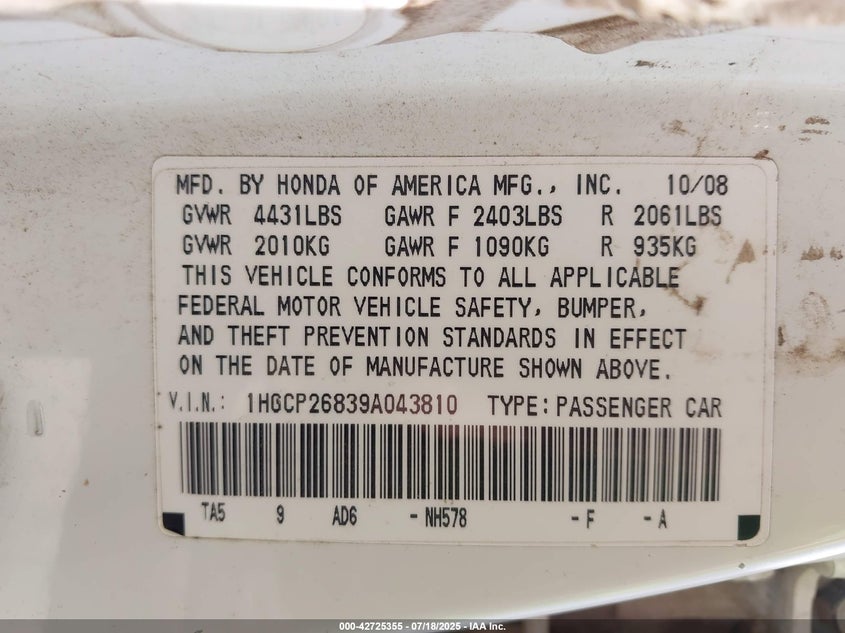 MFD. BY HONDA OF AMERICA MFG., INC. 10/08
GVWR 4431LBS GAWR F 2403LBS R 2061LBS
GVWR 2010KG GAWR F 1090KG R 935KG
THIS VEHICLE CONFORMS TO ALL APPLICABLE
FEDERAL MOTOR VEHICLE SAFETY, BUMPER,
AND THEFT PREVENTION STANDARDS IN EFFECT
ON THE DATE OF MANUFACTURE SHOWN ABOVE.
V.I.N.: 1HGCP26839A043810 TYPE: PASSENGER CAR
TA5 9 AD6 -NH578 -F -A
000-42725355 - 07/18/2025 - IAA Inc.